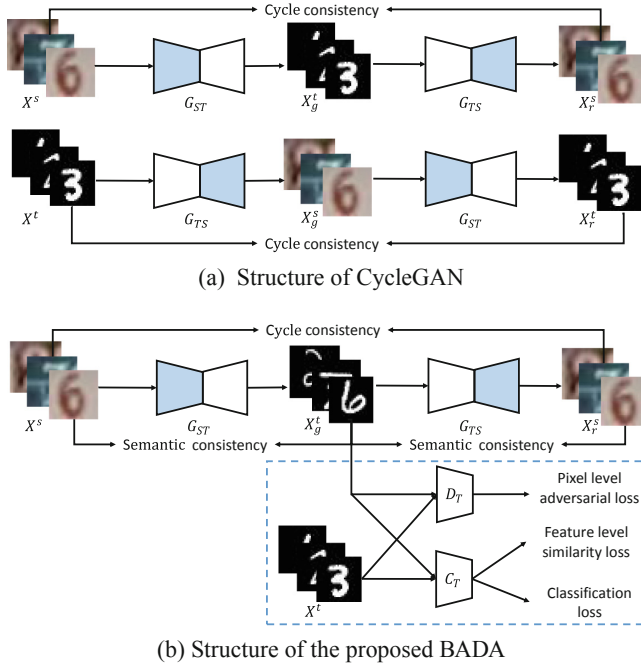 Cycle consistency
X^s G_ST X_g^t G_TS X_r^s
X^t G_TS X_g^s G_ST X_r^t
Cycle consistency
(a) Structure of CycleGAN
Cycle consistency
X^s G_ST X_g^t G_TS X_r^s
Semantic consistency Semantic consistency
D_T
Pixel level
adversarial loss
Feature level
similarity loss
X^t
C_T
Classification
loss
(b) Structure of the proposed BADA